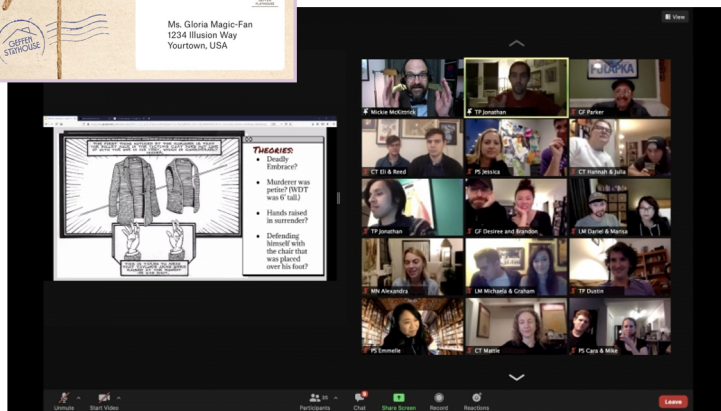 GEFFEN
STAYHOUSE
Ms. Gloria Magic-Fan
1234 Illusion Way
Yourtown, USA
View
THEORIES:
• Deadly
Embrace?
• Murderer was
petite? (WDT
was 6' tall.)
• Hands raised
in surrender?
• Defending
himself with
the chair that
was placed
over his foot?
Mickie McKittrick
TP Jonathan
GF Parker
CT Eli & Reed
PS Jessica
CT Hannah & Julia
TP Jonathan
GF Desiree and Brandon
LM Daniel & Marisa
MN Alexandra
LM Michaela & Graham
TP Dustin
PS Emmelle
CT Mattie
PS Cara & Mike
Unmute
Start Video
Participants
Chat
Share Screen
Record
Reactions
Leave